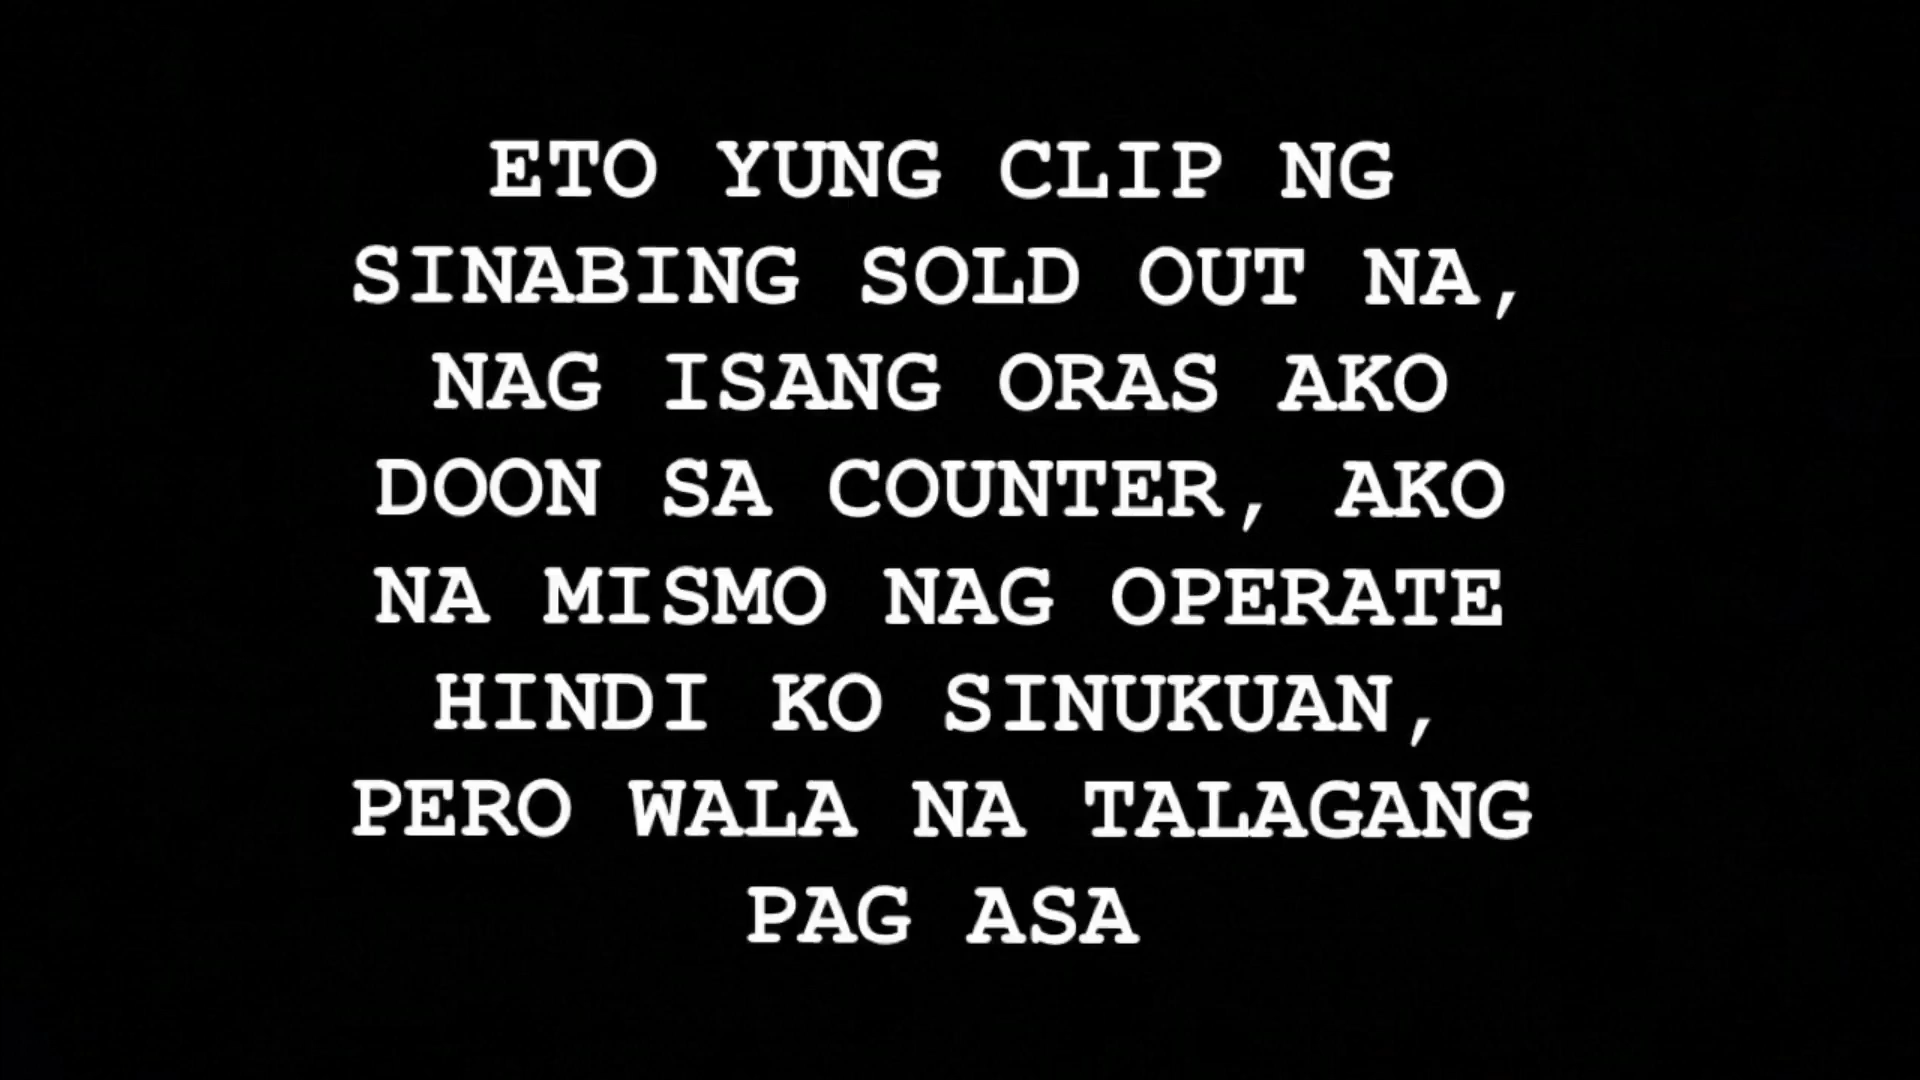 ETO YUNG CLIP NG
SINABING SOLD OUT NA,
NAG ISANG ORAS AKO
DOON SA COUNTER, AKO
NA MISMO NAG OPERATE
HINDI KO SINUKUAN,
PERO WALA NA TALAGANG
PAG ASA